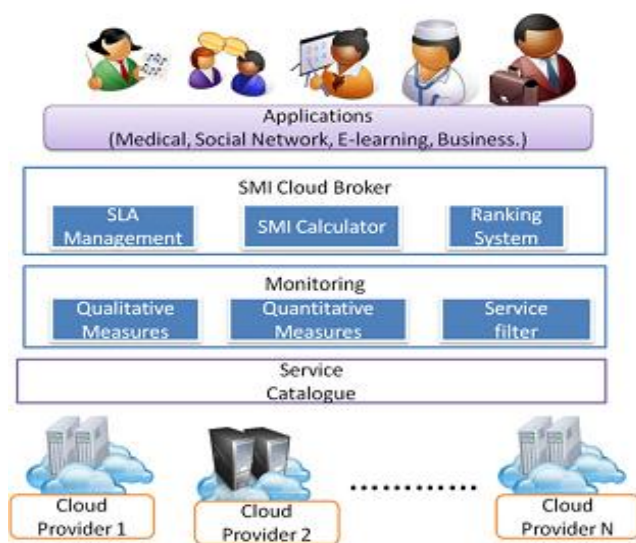 Applications
(Medical, Social Network, E-learning, Business.)
SMI Cloud Broker
SLA
Management
SMI Calculator
Ranking
System
Monitoring
Qualitative
Measures
Quantitative
Measures
Service
filter
Service
Catalogue
Cloud
Provider 1
Cloud
Provider 2
Cloud
Provider N